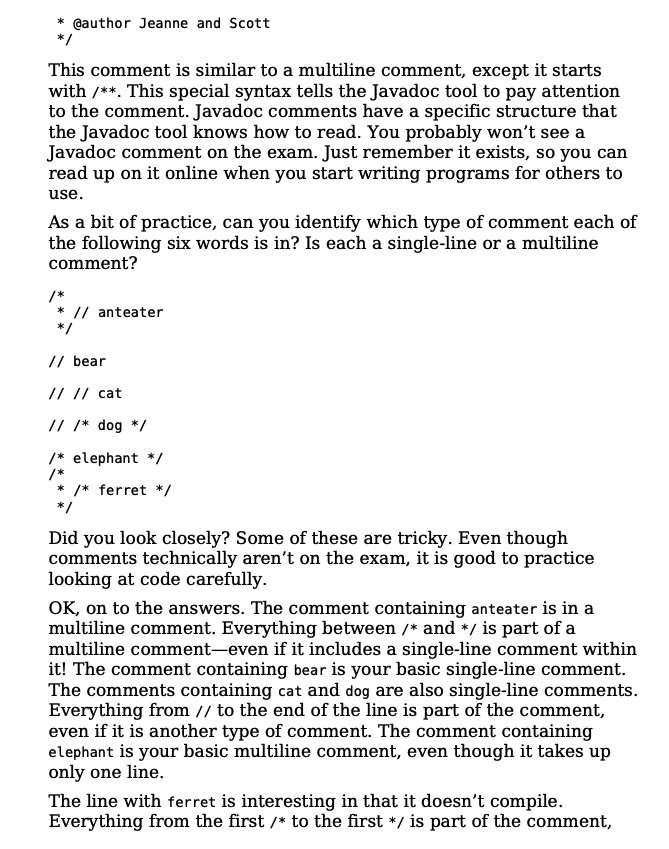 * @author Jeanne and Scott
 */
This comment is similar to a multiline comment, except it starts
with /**. This special syntax tells the Javadoc tool to pay attention
to the comment. Javadoc comments have a specific structure that
the Javadoc tool knows how to read. You probably won’t see a
Javadoc comment on the exam. Just remember it exists, so you can
read up on it online when you start writing programs for others to
use.
As a bit of practice, can you identify which type of comment each of
the following six words is in? Is each a single-line or a multiline
comment?
/*
 * // anteater
 */
// bear
// // cat
// /* dog */
/* elephant */
/*
 * /* ferret */
 */
Did you look closely? Some of these are tricky. Even though
comments technically aren’t on the exam, it is good to practice
looking at code carefully.
OK, on to the answers. The comment containing anteater is in a
multiline comment. Everything between /* and */ is part of a
multiline comment—even if it includes a single-line comment within
it! The comment containing bear is your basic single-line comment.
The comments containing cat and dog are also single-line comments.
Everything from // to the end of the line is part of the comment,
even if it is another type of comment. The comment containing
elephant is your basic multiline comment, even though it takes up
only one line.
The line with ferret is interesting in that it doesn’t compile.
Everything from the first /* to the first */ is part of the comment,